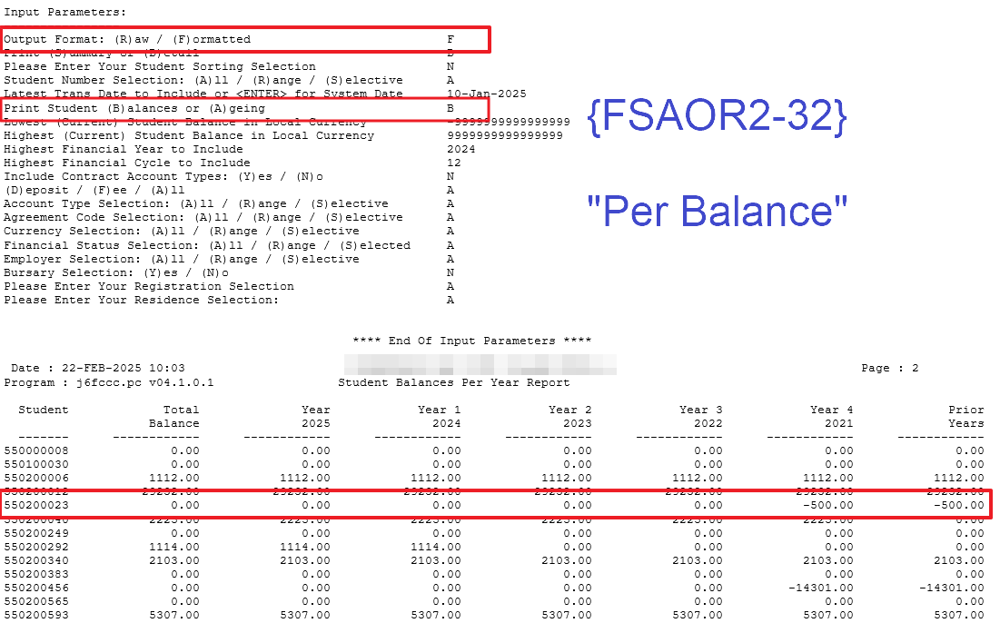 Input Parameters:
Output Format: (R)aw / (F)ormatted F
Print (S)ummary or (D)etail D
Please Enter Your Student Sorting Selection N
Student Number Selection: (A)ll / (R)ange / (S)elective A
Latest Trans Date to Include or <ENTER> for System Date 10-Jan-2025
Print Student (B)alances or (A)geing B
Lowest (Current) Student Balance in Local Currency -9999999999999999
Highest (Current) Student Balance in Local Currency 9999999999999999
Highest Financial Year to Include 2024
Highest Financial Cycle to Include 12
Include Contract Account Types: (Y)es / (N)o N
(D)eposit / (F)ee / (A)ll A
Account Type Selection: (A)ll / (R)ange / (S)elective A
Agreement Code Selection: (A)ll / (R)ange / (S)elective A
Currency Selection: (A)ll / (R)ange / (S)elective A
Financial Status Selection: (A)ll / (R)ange / (S)elected A
Employer Selection: (A)ll / (R)ange / (S)elective A
Bursary Selection: (Y)es / (N)o N
Please Enter Your Registration Selection A
Please Enter Your Residence Selection: A
{FSAOR2-32}
"Per Balance"
**** End Of Input Parameters ****
Date : 22-FEB-2025 10:03 Page : 2
Program : j6fccc.pc v04.1.0.1 Student Balances Per Year Report
Student Total Year Year 1 Year 2 Year 3 Year 4 Prior
Balance 2025 2024 2023 2022 2021 Years
------- ------------ ------------ ------------ ------------ ------------ ------------ ------------
550000008 0.00 0.00 0.00 0.00 0.00 0.00 0.00
550100030 0.00 0.00 0.00 0.00 0.00 0.00 0.00
550200006 1112.00 1112.00 1112.00 1112.00 1112.00 1112.00 1112.00
550200012 29232.00 29232.00 29232.00 29232.00 29232.00 29232.00 29232.00
550200023 0.00 0.00 0.00 0.00 0.00 -500.00 -500.00
550200040 2223.00 2223.00 2223.00 0.00 0.00 2223.00 0.00
550200249 0.00 0.00 0.00 0.00 0.00 0.00 0.00
550200292 1114.00 1114.00 1114.00 0.00 0.00 0.00 0.00
550200340 2103.00 2103.00 2103.00 2103.00 2103.00 2103.00 2103.00
550200383 0.00 0.00 0.00 0.00 0.00 0.00 0.00
550200456 0.00 0.00 0.00 0.00 0.00 -14301.00 -14301.00
550200565 0.00 0.00 0.00 0.00 0.00 0.00 0.00
550200593 5307.00 5307.00 5307.00 5307.00 5307.00 5307.00 5307.00